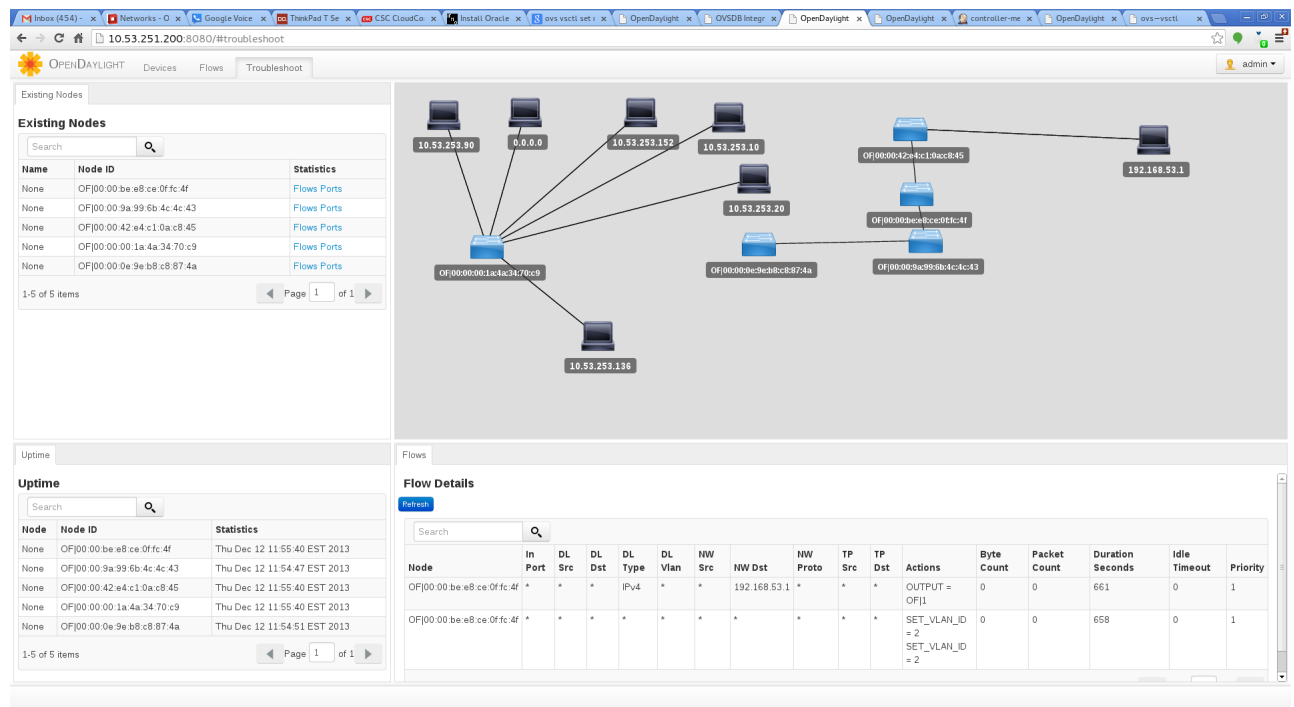 Inbox (454) - Networks - O Google Voice ThinkPad T Se CSC CloudCo Install Oracle ovs vsctl set i OpenDaylight OVSDB Integr OpenDaylight OpenDaylight controller-me OpenDaylight ovs-vsctl
10.53.251.200:8080/#troubleshoot
OPENDAYLIGHT Devices Flows Troubleshoot admin
Existing Nodes
Existing Nodes
Search
Name Node ID Statistics
None OF|00:00:be:e8:ce:0f:fc:4f Flows Ports
None OF|00:00:9a:99:6b:4c:4c:43 Flows Ports
None OF|00:00:42:e4:c1:0a:c8:45 Flows Ports
None OF|00:00:00:1a:4a:34:70:c9 Flows Ports
None OF|00:00:0e:9e:b8:c8:87:4a Flows Ports
1-5 of 5 items Page 1 of 1
10.53.253.90
0.0.0.0
10.53.253.152
10.53.253.10
10.53.253.20
OF|00:00:00:1a:4a:34:70:c9
10.53.253.136
OF|00:00:42:e4:c1:0a:c8:45
192.168.53.1
OF|00:00:be:e8:ce:0f:fc:4f
OF|00:00:0e:9e:b8:c8:87:4a
OF|00:00:9a:99:6b:4c:4c:43
Uptime
Uptime
Search
Node Node ID Statistics
None OF|00:00:be:e8:ce:0f:fc:4f Thu Dec 12 11:55:40 EST 2013
None OF|00:00:9a:99:6b:4c:4c:43 Thu Dec 12 11:54:47 EST 2013
None OF|00:00:42:e4:c1:0a:c8:45 Thu Dec 12 11:55:40 EST 2013
None OF|00:00:00:1a:4a:34:70:c9 Thu Dec 12 11:55:40 EST 2013
None OF|00:00:0e:9e:b8:c8:87:4a Thu Dec 12 11:54:51 EST 2013
1-5 of 5 items Page 1 of 1
Flows
Flow Details
Refresh
Search
Node In Port DL Src DL Dst DL Type DL Vlan NW Src NW Dst NW Proto TP Src TP Dst Actions Byte Count Packet Count Duration Seconds Idle Timeout Priority
OF|00:00:be:e8:ce:0f:fc:4f * * * IPv4 * * 192.168.53.1 * * * OUTPUT = 0 0 661 0 1
OF|1
OF|00:00:be:e8:ce:0f:fc:4f * * * * * * * * * * SET_VLAN_ID 0 0 658 0 1
= 2
SET_VLAN_ID
= 2